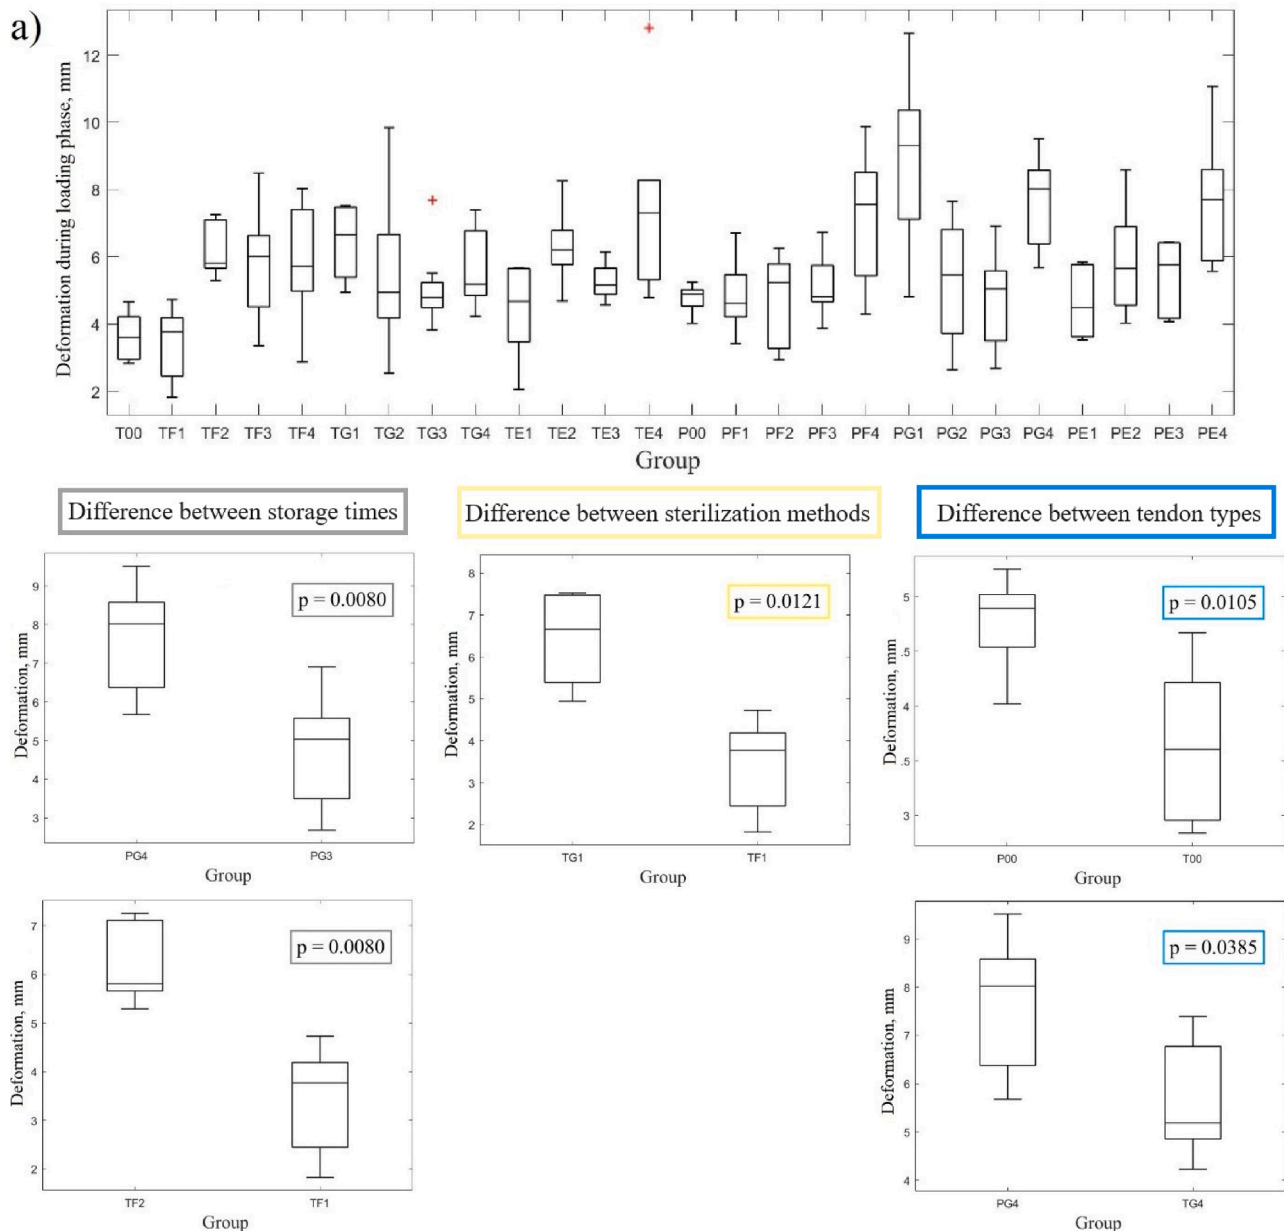 a)
Deformation during loading phase, mm
12
10
8
6
4
2
T00 TF1 TF2 TF3 TF4 TG1 TG2 TG3 TG4 TE1 TE2 TE3 TE4 P00 PF1 PF2 PF3 PF4 PG1 PG2 PG3 PG4 PE1 PE2 PE3 PE4
Group
Difference between storage times
Difference between sterilization methods
Difference between tendon types
Deformation, mm
9
8
7
6
5
4
3
p = 0.0080
PG4 PG3
Group
Deformation, mm
8
7
6
5
4
3
2
p = 0.0121
TG1 TF1
Group
Deformation, mm
5
.5
4
.5
3
p = 0.0105
P00 T00
Group
Deformation, mm
7
6
5
4
3
2
p = 0.0080
TF2 TF1
Group
Deformation, mm
9
8
7
6
5
4
p = 0.0385
PG4 TG4
Group